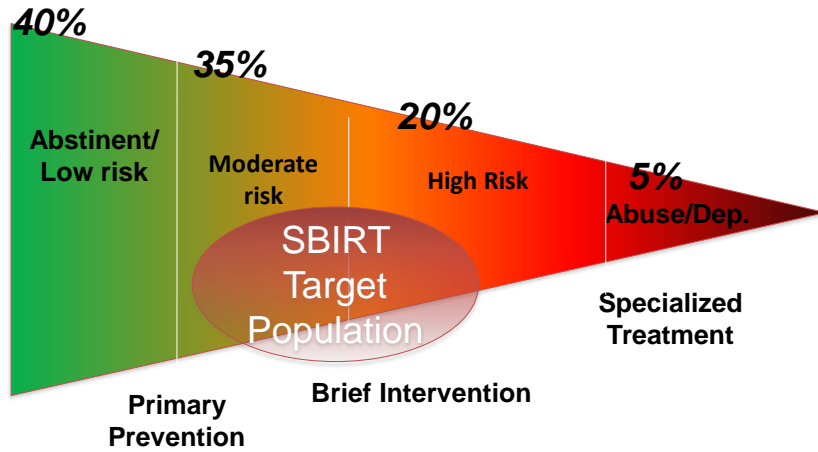 40%
35%
20%
5%
Abstinent/
Low risk
Moderate
risk
High Risk
Abuse/Dep.
SBIRT
Target
Population
Specialized
Treatment
Brief Intervention
Primary
Prevention